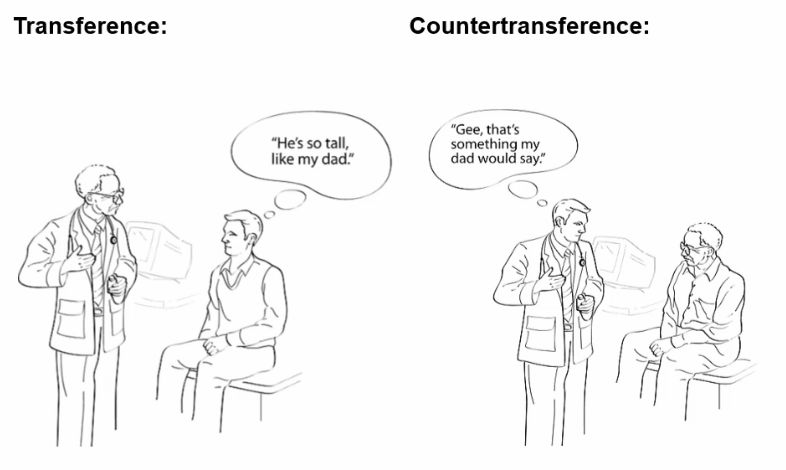 Transference:
Countertransference:
“He’s so tall,
like my dad.”
“Gee, that’s
something my
dad would say.”